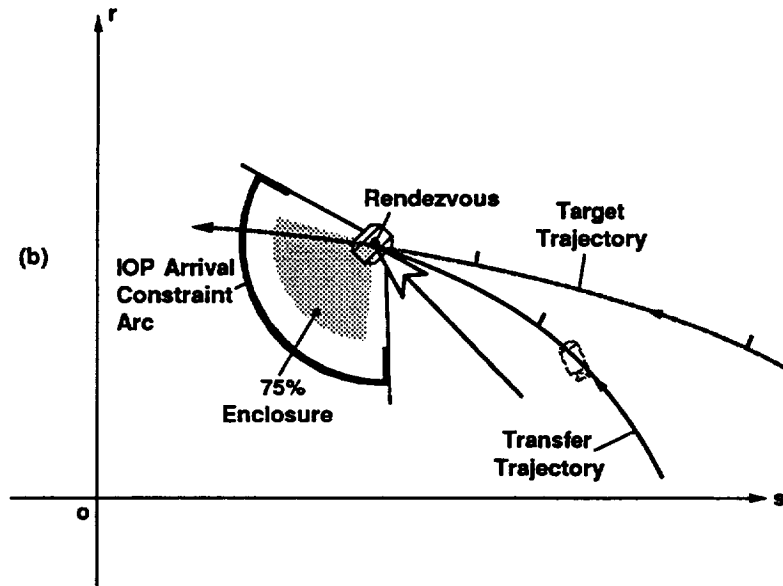 r
Rendezvous
Target
Trajectory
(b)
IOP Arrival
Constraint
Arc
75%
Enclosure
Transfer
Trajectory
o
s